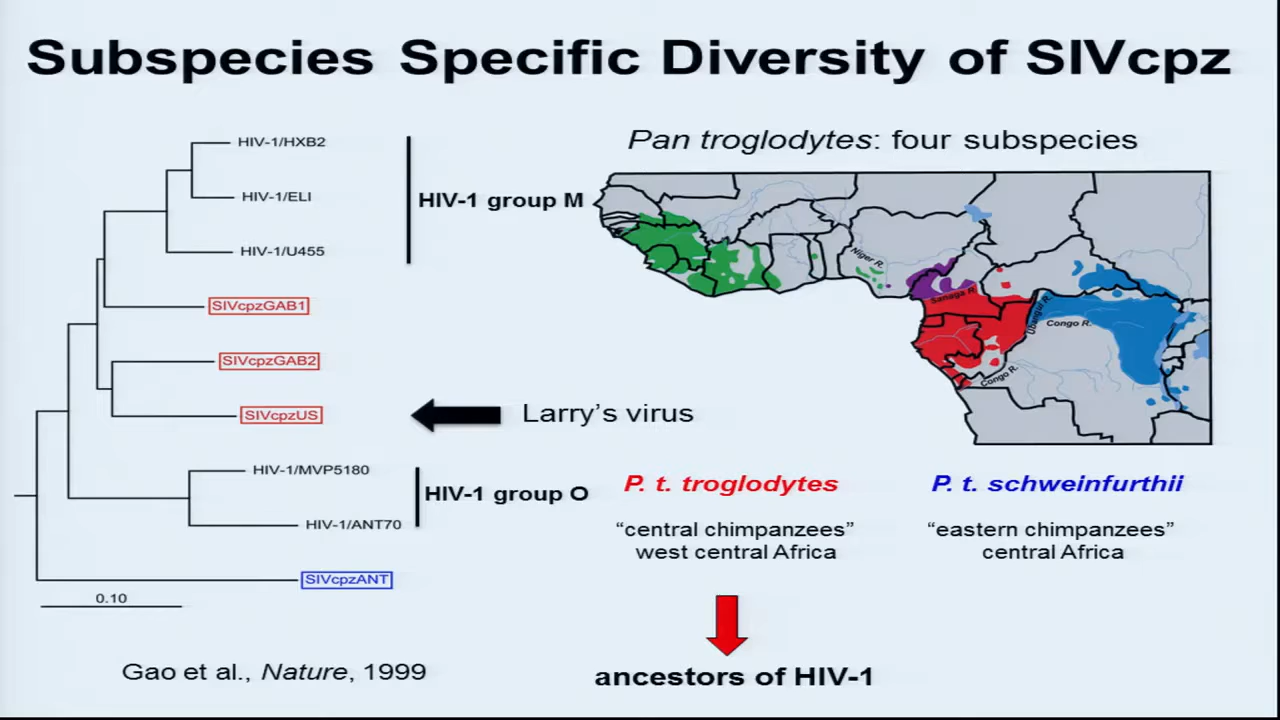 Subspecies Specific Diversity of SIVcpz
HIV-1/HXB2
HIV-1/ELI
HIV-1/U455
HIV-1 group M
SIVcpzGAB1
SIVcpzGAB2
SIVcpzUS
Larry's virus
HIV-1/MVP5180
HIV-1/ANT70
HIV-1 group O
SIVcpzANT
0.10
Gao et al., Nature, 1999
Pan troglodytes: four subspecies
Niger R.
Sanaga R.
Ubangui R.
Congo R.
Congo R.
P. t. troglodytes
"central chimpanzees"
west central Africa
P. t. schweinfurthii
"eastern chimpanzees"
central Africa
ancestors of HIV-1